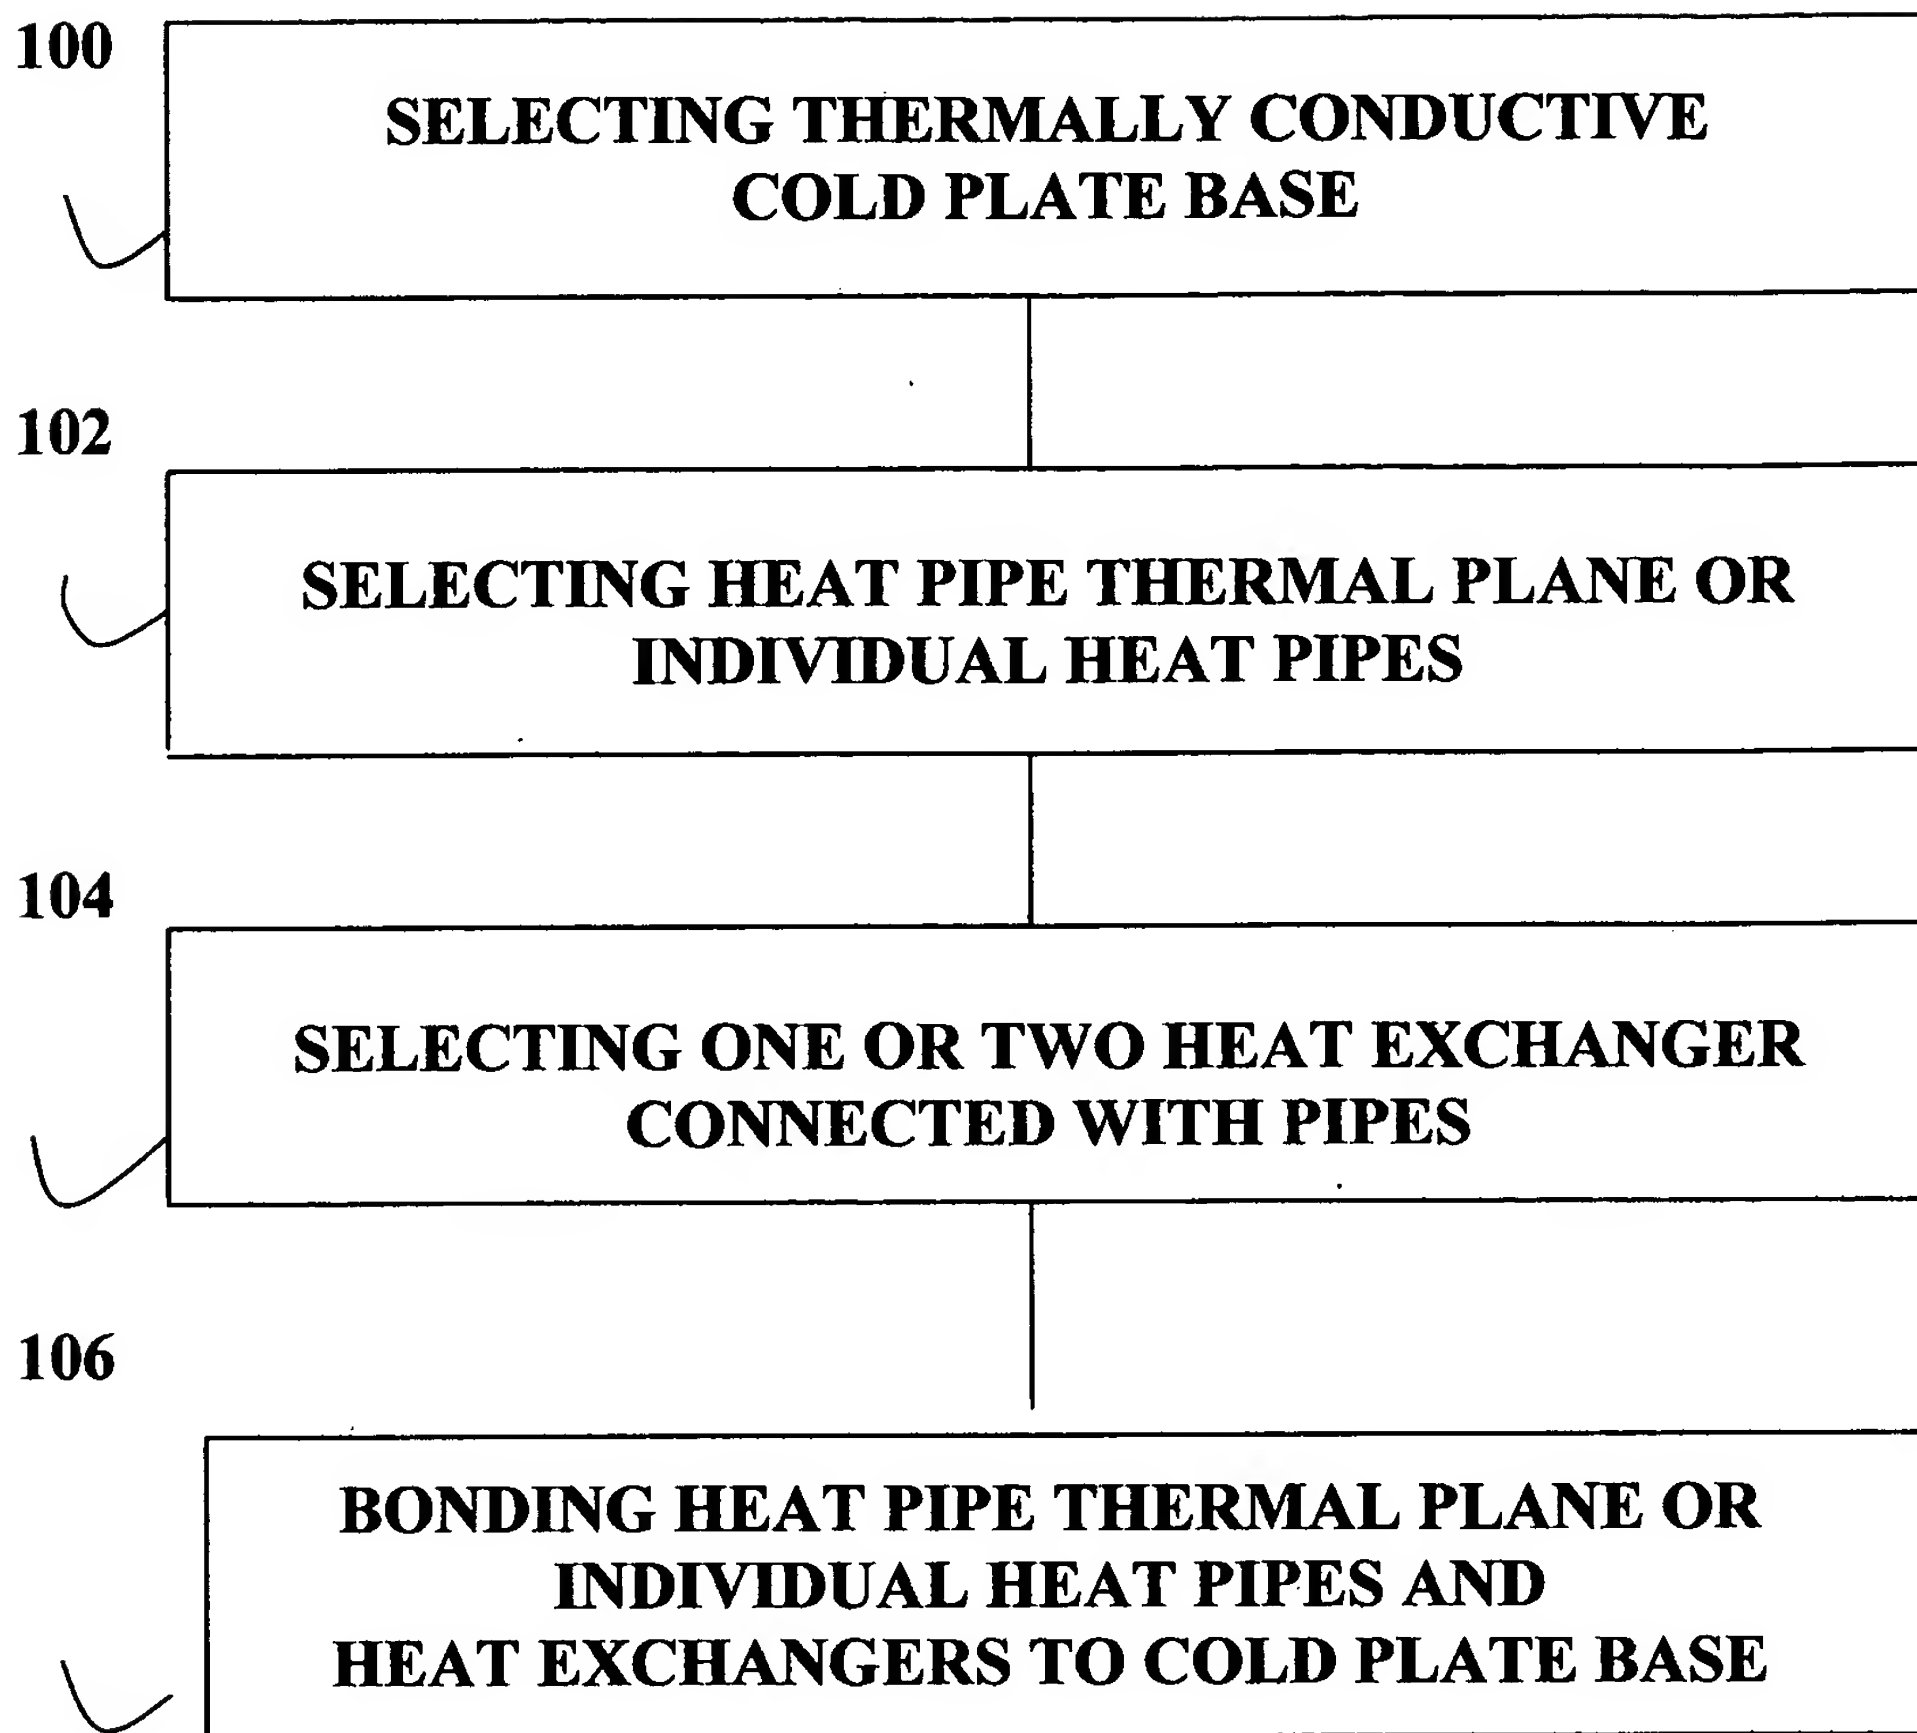 100
SELECTING THERMALLY CONDUCTIVE
COLD PLATE BASE
102
SELECTING HEAT PIPE THERMAL PLANE OR
INDIVIDUAL HEAT PIPES
104
SELECTING ONE OR TWO HEAT EXCHANGER
CONNECTED WITH PIPES
106
BONDING HEAT PIPE THERMAL PLANE OR
INDIVIDUAL HEAT PIPES AND
HEAT EXCHANGERS TO COLD PLATE BASE